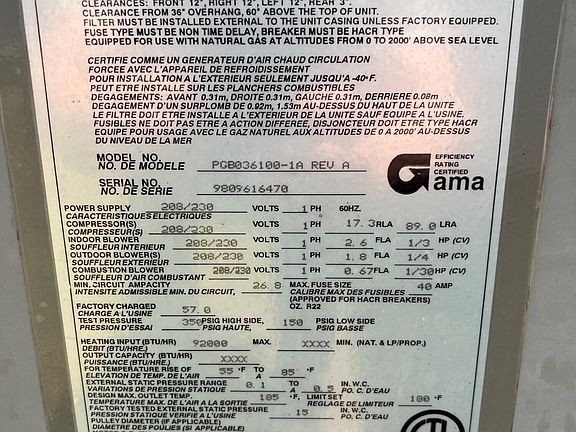 CLEARANCES: FRONT 12", RIGHT 12", LEFT 12", REAR 3".
CLEARANCE FROM 36" OVERHANG, 60" ABOVE THE TOP OF UNIT.
FILTER MUST BE INSTALLED EXTERNAL TO THE UNIT CASING UNLESS FACTORY EQUIPPED.
FUSE TYPE MUST BE NON TIME DELAY, BREAKER MUST BE HACR TYPE
EQUIPPED FOR USE WITH NATURAL GAS AT ALTITUDES FROM 0 TO 2000' ABOVE SEA LEVEL
CERTIFIE COMME UN GENERATEUR D'AIR CHAUD CIRCULATION
FORCEE AVEC L'APPAREIL DE REFROIDISSEMENT
POUR INSTALLATION A L'EXTERIEUR SEULEMENT JUSQU'A -40°F.
PEUT ETRE INSTALLE SUR LES PLANCHERS COMBUSTIBLES
DEGAGEMENTS: AVANT 0.31m, DROITE 0.31m, GAUCHE 0.31m, DERRIERE 0.08m
DEGAGEMENT D'UN SURPLOMB DE 0.92m, 1.53m AU-DESSUS DU HAUT DE LA UNITE
LE FILTRE DOIT ETRE INSTALLE A L'EXTERIEUR DE LA UNITE SAUF EQUIPE A L'USINE.
FUSIBLES NE DOIT PAS ETRE A ACTION DIFFEREE, DISJONCTEUR DOIT ETRE TYPE HACR
EQUIPE POUR USAGE AVEC LE GAZ NATUREL AUX ALTITUDES DE 0 A 2000' AU-DESSUS
DU NIVEAU DE LA MER
MODEL NO.
NO. DE MODELE PGB036100-1A REV A
SERIAL NO.
NO. DE SERIE 9809616470
EFFICIENCY
RATING
CERTIFIED
Gama
POWER SUPPLY 208/230 VOLTS 1 PH 60HZ.
CARACTERISTIQUES ELECTRIQUES
COMPRESSOR(S) 208/230 VOLTS 1 PH 17.3 RLA 89.0 LRA
COMPRESSEUR(S)
INDOOR BLOWER 208/230 VOLTS 1 PH 2.6 FLA 1/3 HP (CV)
SOUFFLEUR INTERIEUR
OUTDOOR BLOWER(S) 208/230 VOLTS 1 PH 1.8 FLA 1/4 HP (CV)
SOUFFLEUR EXTERIEUR
COMBUSTION BLOWER 208/230 VOLTS 1 PH 0.67 FLA 1/30 HP (CV)
SOUFFLEUR D'AIR COMBUSTANT
MIN. CIRCUIT AMPACITY 26.8 MAX. FUSE SIZE 40 AMP
INTENSITE ADMISSIBLE MIN. DU CIRCUIT, CALIBRE MAX DES FUSIBLES
(APPROVED FOR HACR BREAKERS)
FACTORY CHARGED 57.0 OZ. R22
CHARGE A L'USINE
TEST PRESSURE 350 PSIG HIGH SIDE, 150 PSIG LOW SIDE
PRESSION D'ESSAI PSIG HAUTE, PSIG BASSE
HEATING INPUT (BTU/HR) 92000 MAX. XXXX MIN. (NAT. & LP/PROP.)
DEBIT (BTU/HRE.)
OUTPUT CAPACITY (BTU/HR) XXXX
PUISSANCE (BTU/HRE.)
FOR TEMPERATURE RISE OF 55 °F TO 85 °F
ELEVATION DE TEMP. DE L'AIR A
EXTERNAL STATIC PRESSURE RANGE 0.1 TO 0.5 IN. W.C.
VARIATIONS DE PRESSION STATIQUE A PO. C. D'EAU
DESIGN MAX. OUTLET TEMP. 185 °F, LIMIT SET 180 °F
TEMPERATURE MAX. DE L'AIR A LA SORTIE REGLAGE DE LIMITEUR
FACTORY TESTED EXTERNAL STATIC PRESSURE .15 IN. W.C.
PRESSION STATIQUE VERIFIE A L'USINE PO. C. D'EAU
PULLEY DIAMETER (IF APPLICABLE)
DIAMETRE DES POULIES (SI APPLICABLE)